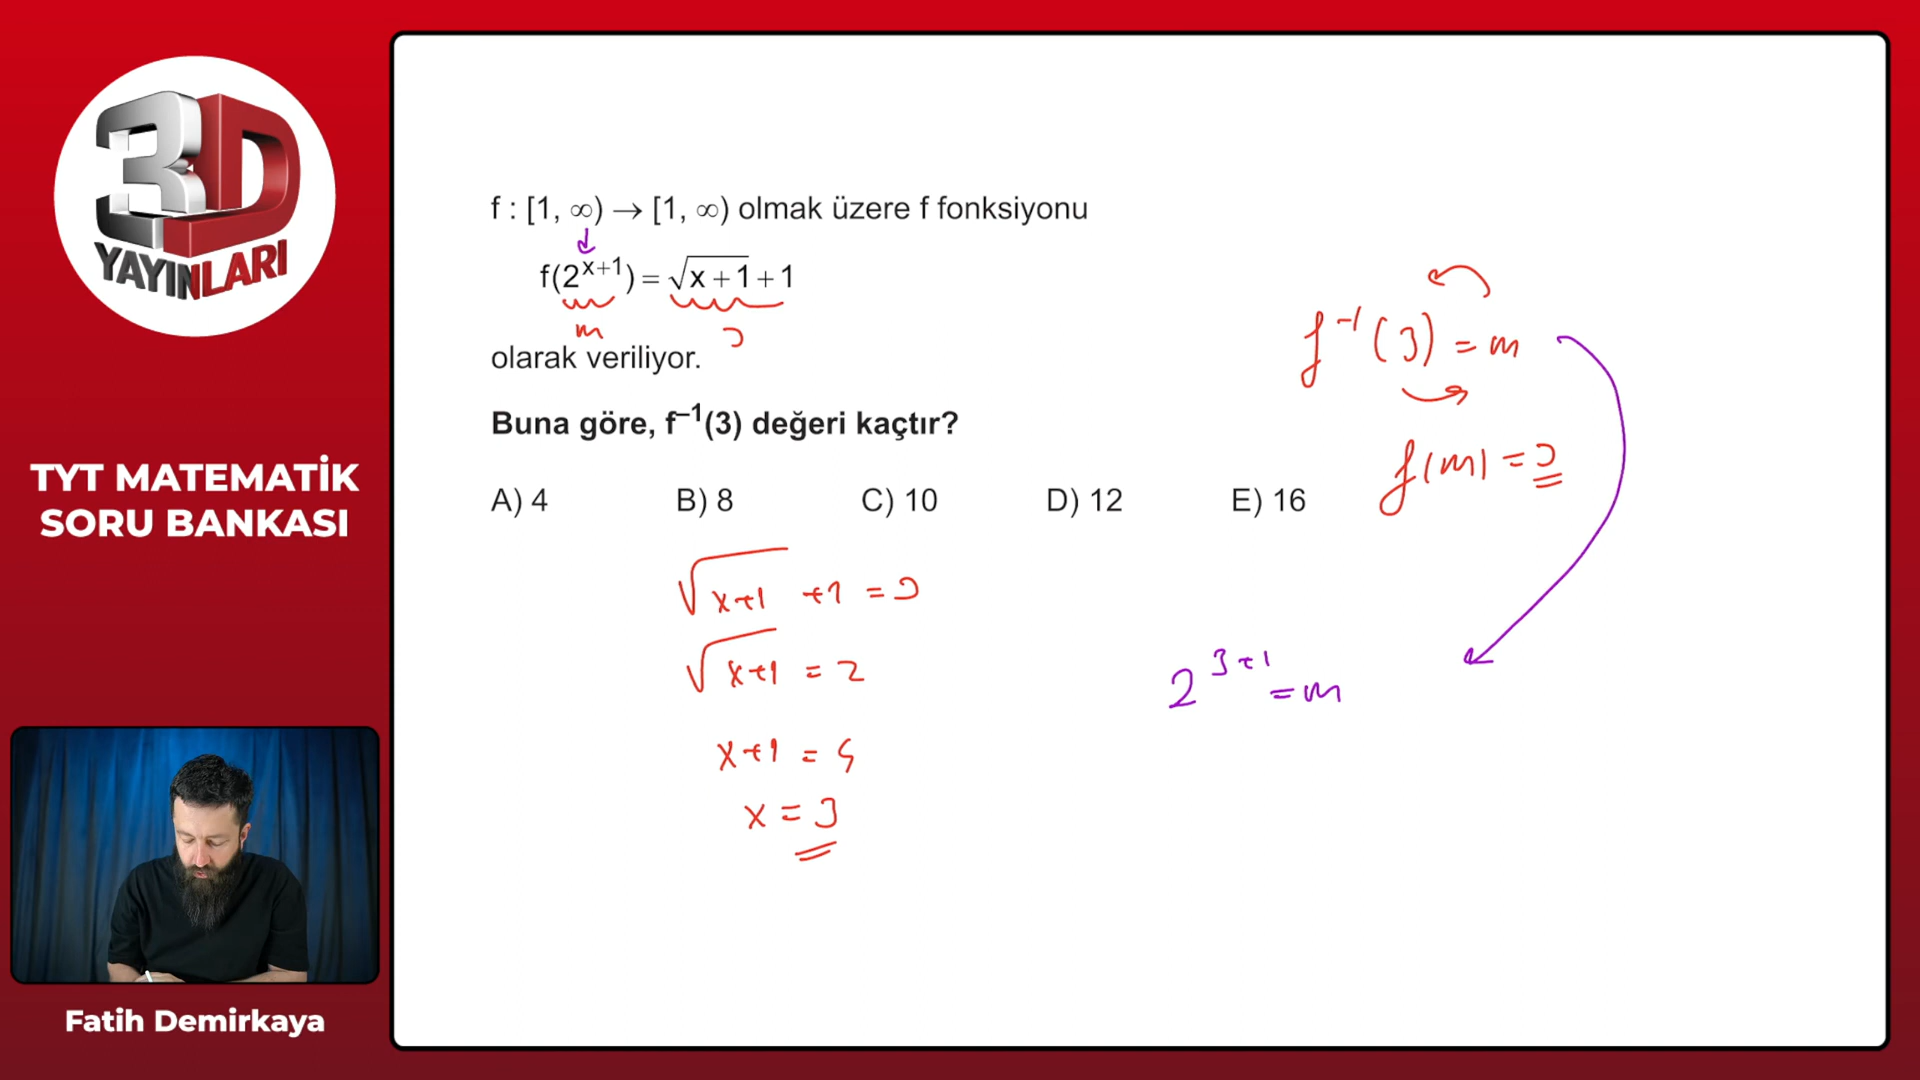 3D
YAYINLARI
TYT MATEMATİK
SORU BANKASI
Fatih Demirkaya
f : [1, ∞) → [1, ∞) olmak üzere f fonksiyonu
f(2^(x+1)) = √(x + 1) + 1
m 3
olarak veriliyor.
Buna göre, f⁻¹(3) değeri kaçtır?
A) 4 B) 8 C) 10 D) 12 E) 16
√(x+1) +1 = 3
√(x+1) = 2
x+1 = 4
x = 3
f⁻¹(3) = m
f(m) = 3
2^(3+1) = m